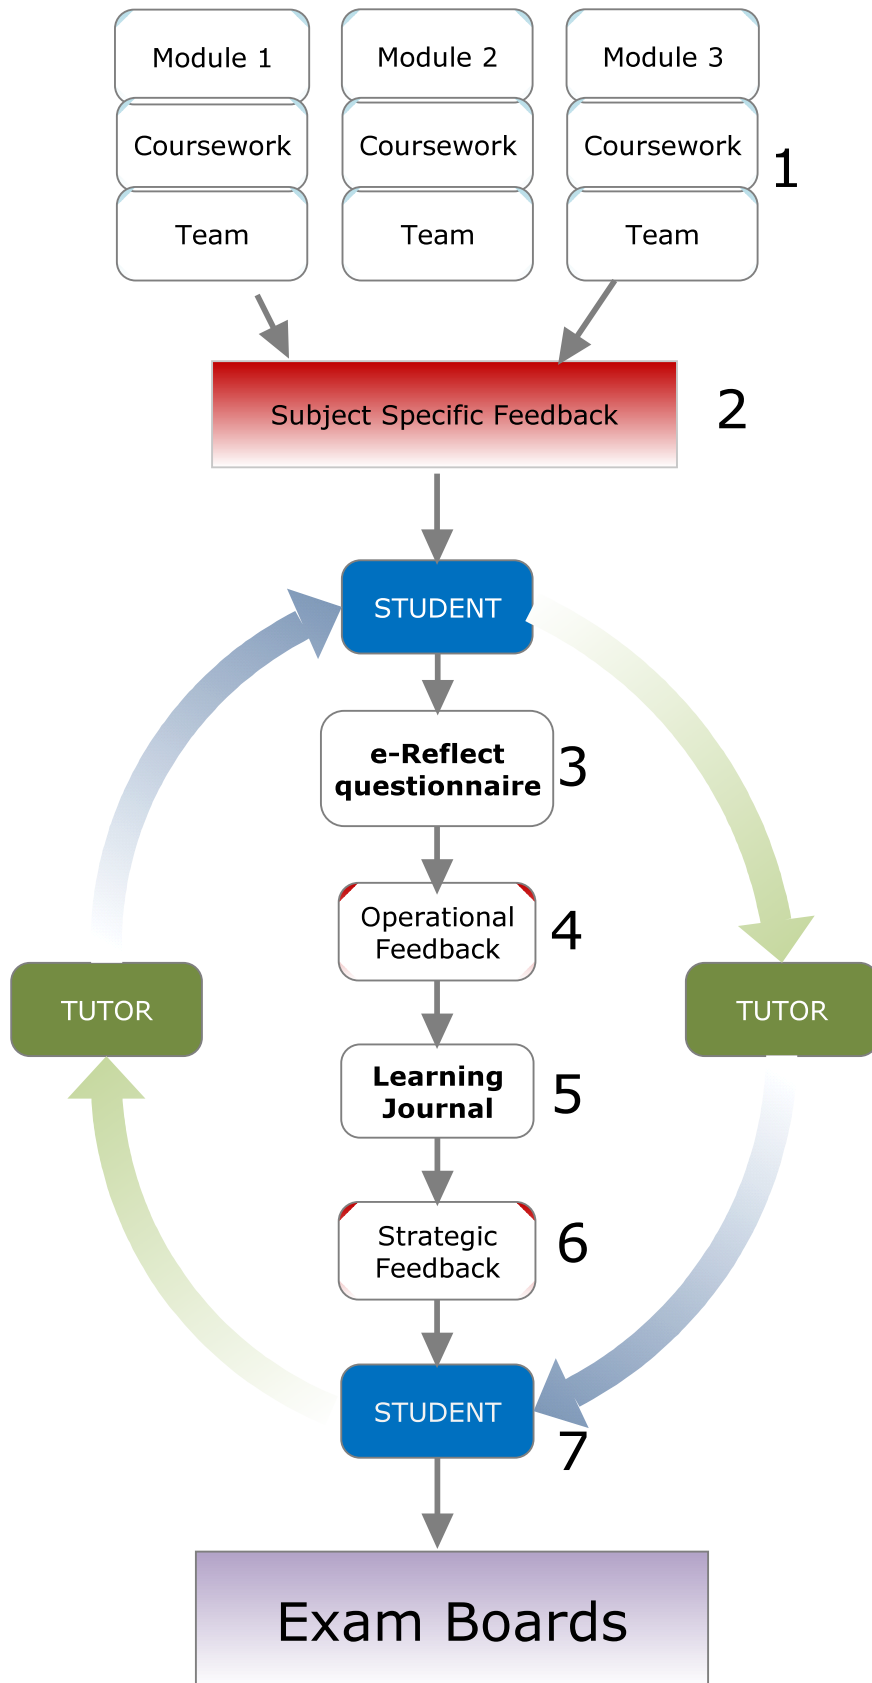 Module 1
Module 2
Module 3
Coursework
Coursework
Coursework
1
Team
Team
Team
Subject Specific Feedback
2
STUDENT
e-Reflect
questionnaire
3
Operational
Feedback
4
TUTOR
TUTOR
Learning
Journal
5
Strategic
Feedback
6
STUDENT
7
Exam Boards